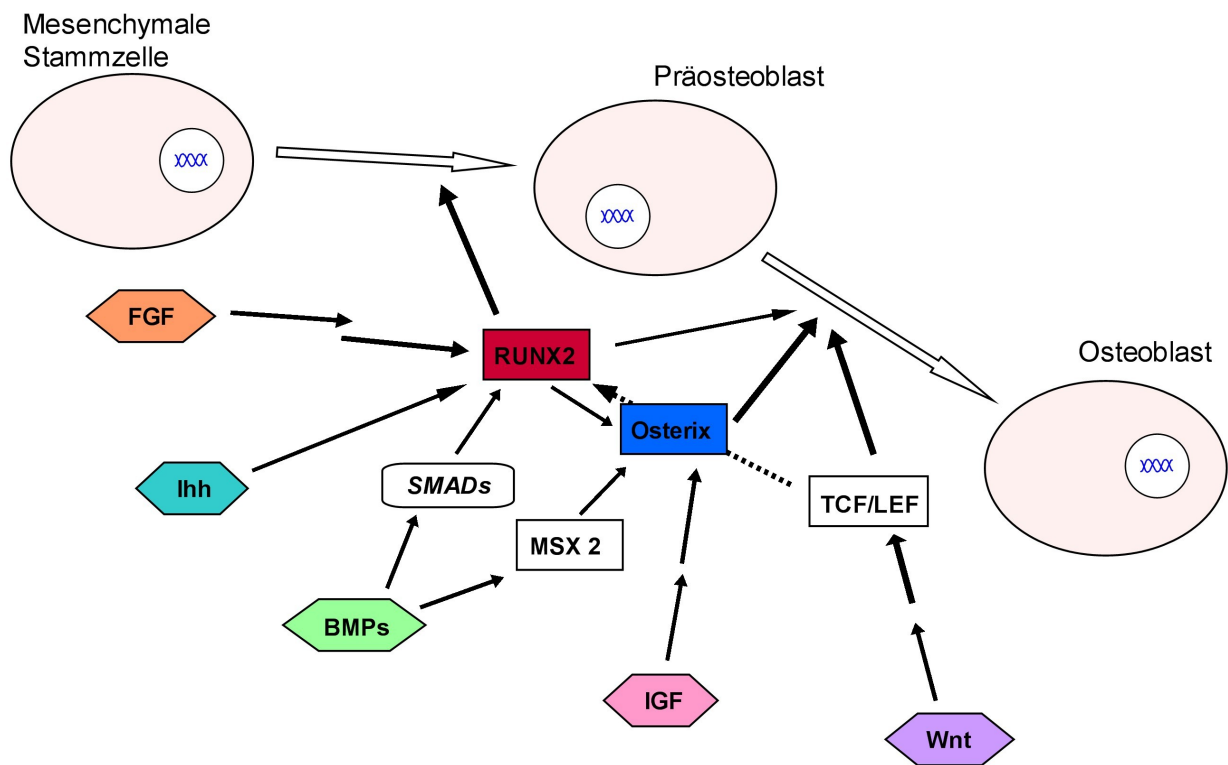 Mesenchymale
Stammzelle
Präosteoblast
FGF
RUNX2
Osteoblast
Osterix
Ihh
SMADs
TCF/LEF
MSX 2
BMPs
IGF
Wnt